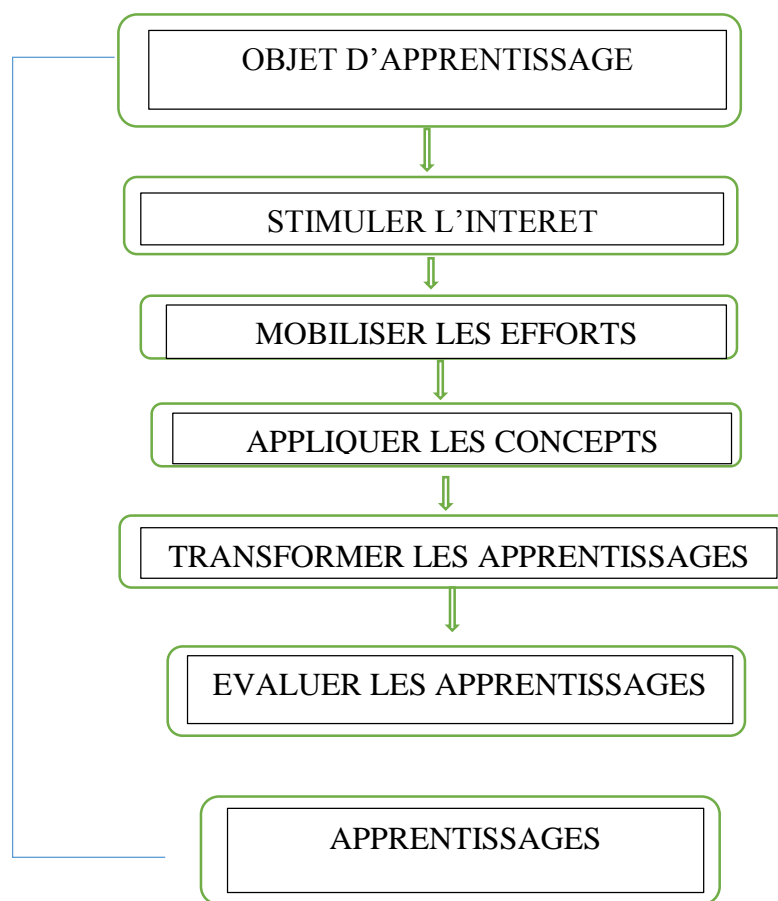 OBJET D’APPRENTISSAGE
STIMULER L’INTERET
MOBILISER LES EFFORTS
APPLIQUER LES CONCEPTS
TRANSFORMER LES APPRENTISSAGES
EVALUER LES APPRENTISSAGES
APPRENTISSAGES